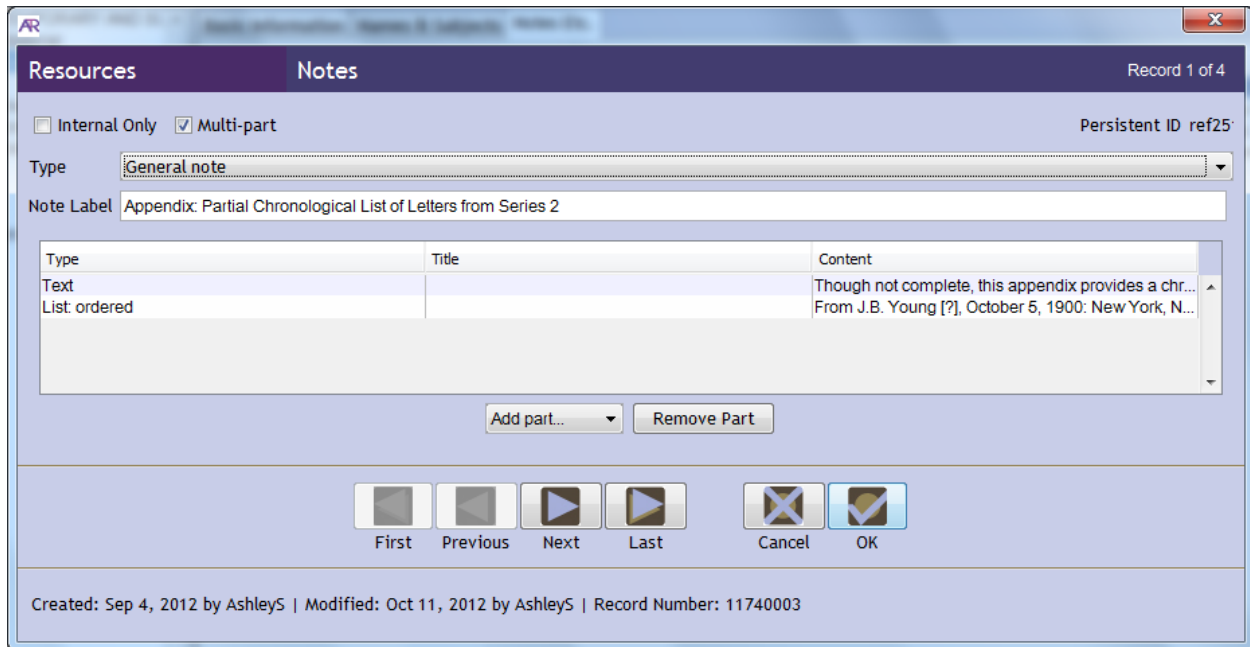 AR
Resources Notes Record 1 of 4
Internal Only Multi-part Persistent ID ref25
Type General note
Note Label Appendix: Partial Chronological List of Letters from Series 2
Type Title Content
Text Though not complete, this appendix provides a chr...
List: ordered From J.B. Young [?], October 5, 1900: New York, N...
Add part... Remove Part
First Previous Next Last Cancel OK
Created: Sep 4, 2012 by AshleyS | Modified: Oct 11, 2012 by AshleyS | Record Number: 11740003